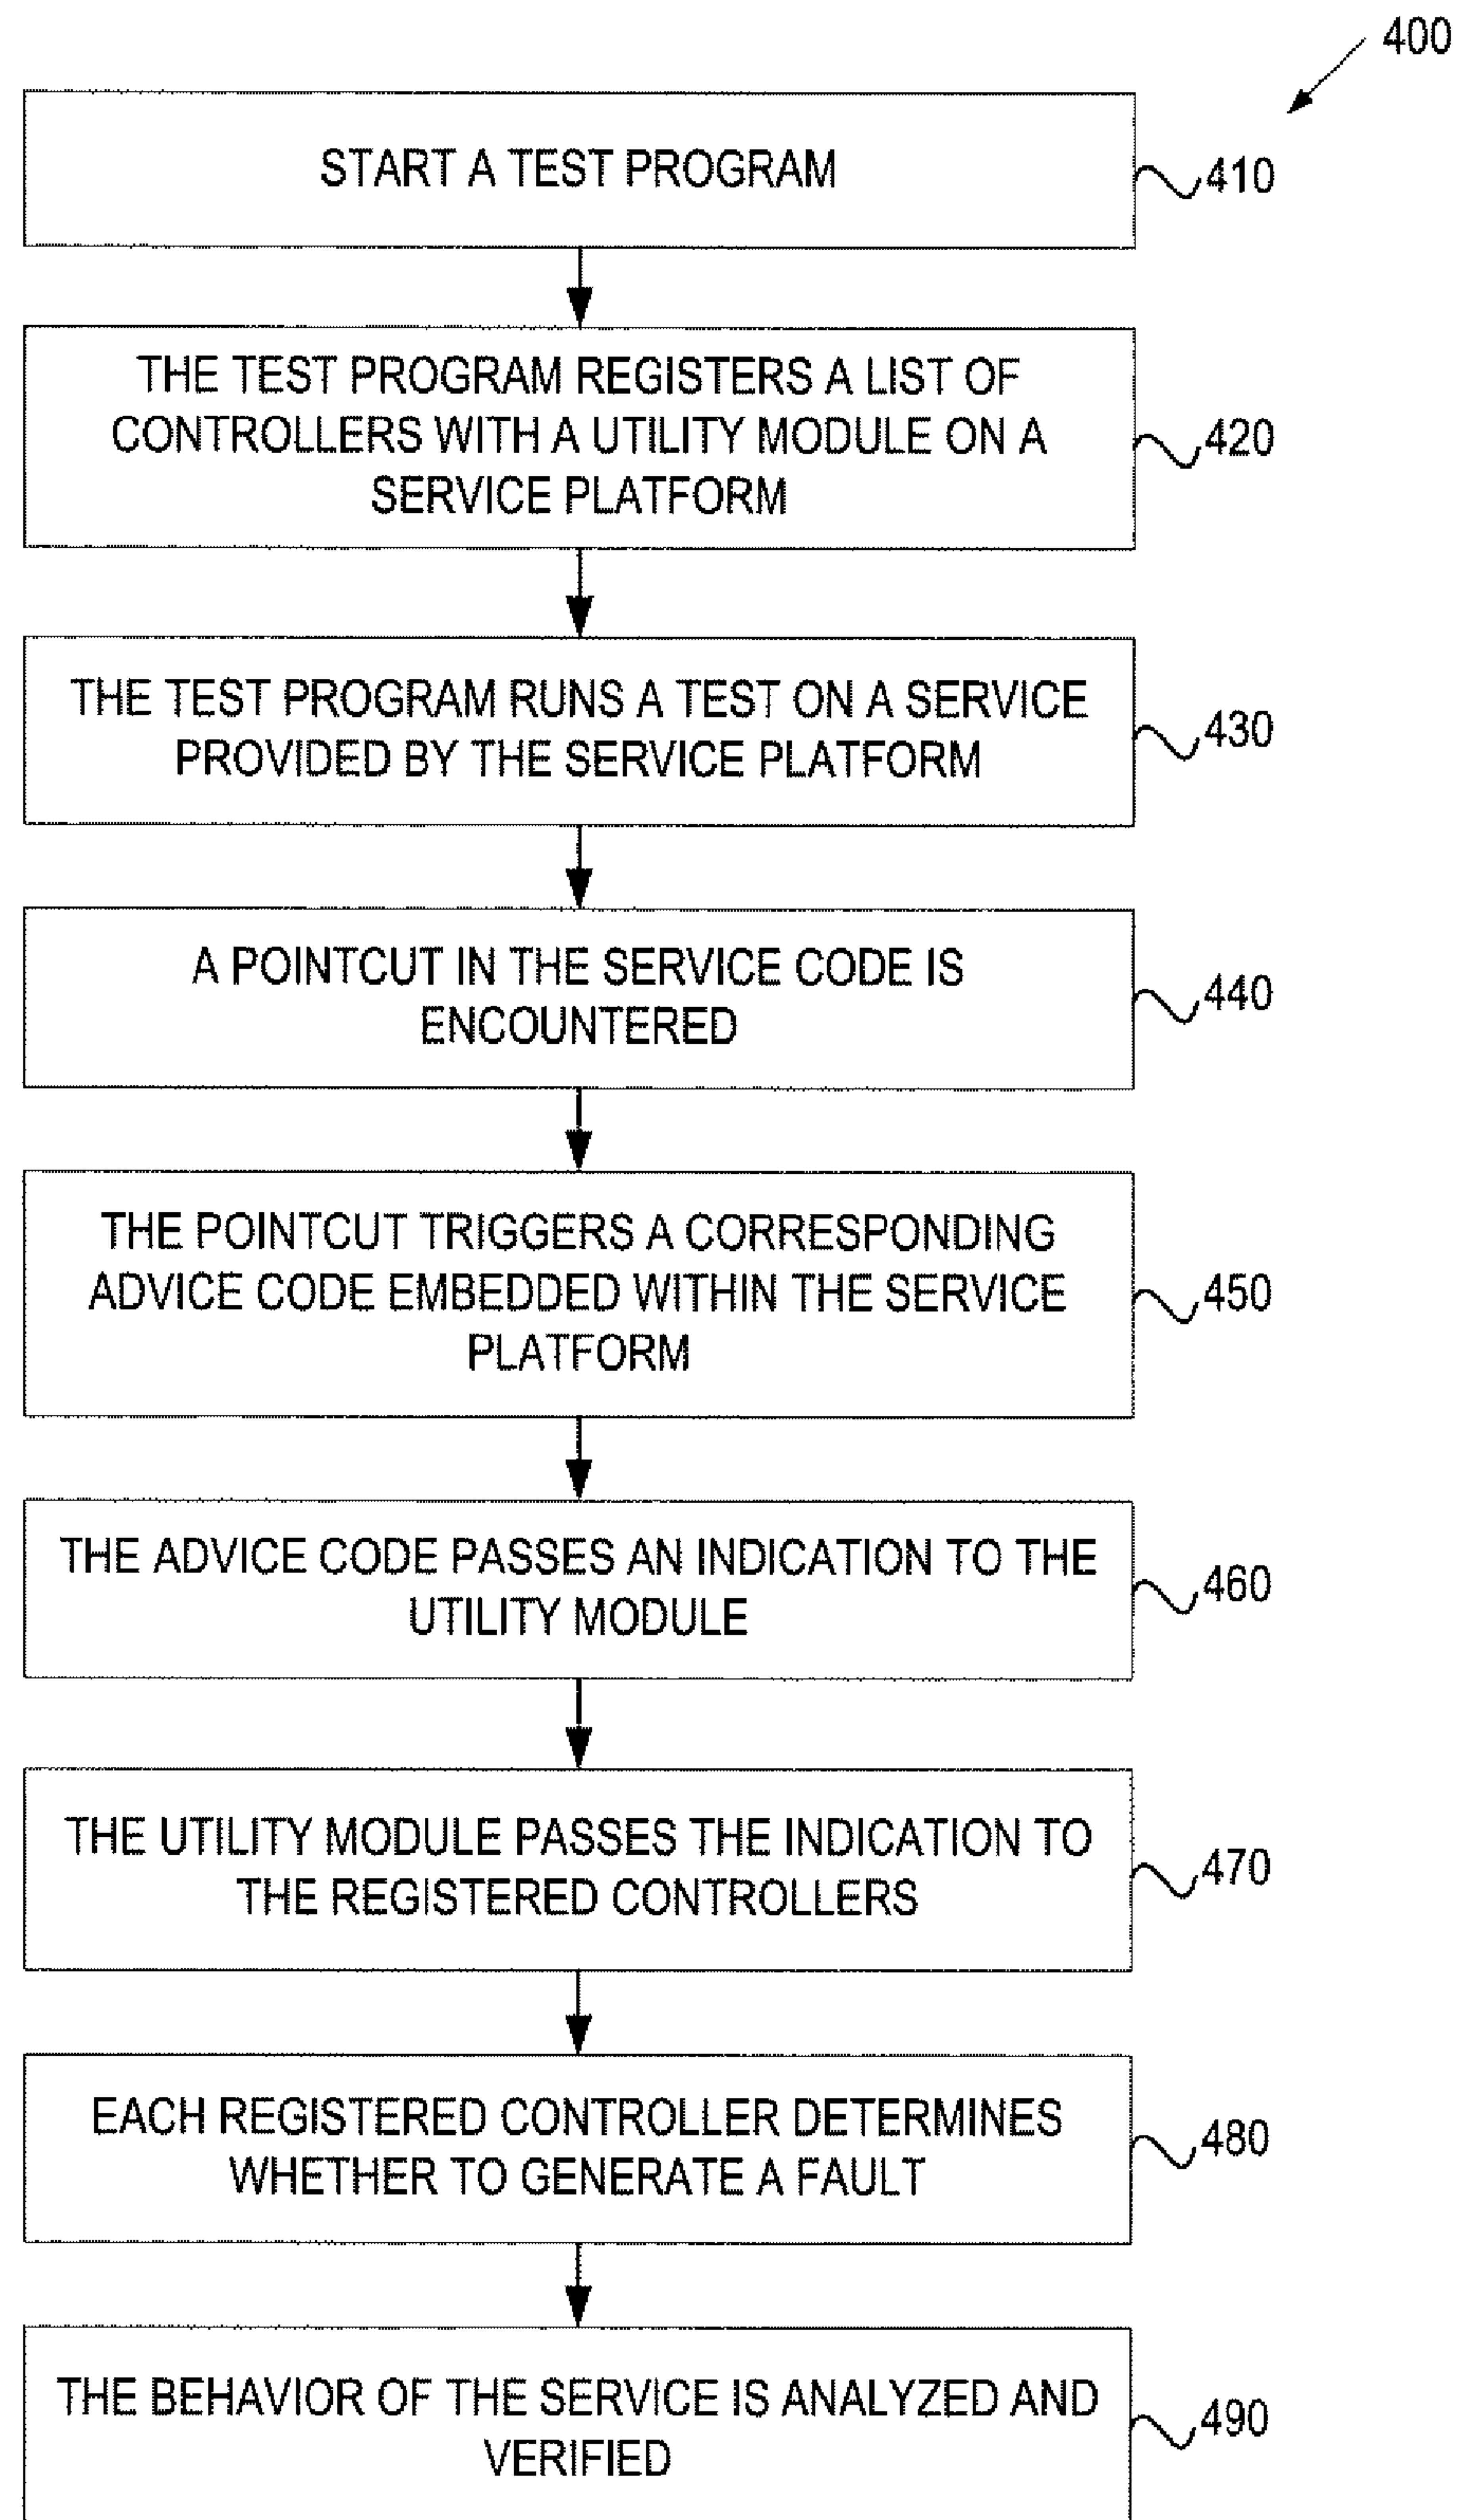 400
START A TEST PROGRAM
410
THE TEST PROGRAM REGISTERS A LIST OF
CONTROLLERS WITH A UTILITY MODULE ON A
SERVICE PLATFORM
420
THE TEST PROGRAM RUNS A TEST ON A SERVICE
PROVIDED BY THE SERVICE PLATFORM
430
A POINTCUT IN THE SERVICE CODE IS
ENCOUNTERED
440
THE POINTCUT TRIGGERS A CORRESPONDING
ADVICE CODE EMBEDDED WITHIN THE SERVICE
PLATFORM
450
THE ADVICE CODE PASSES AN INDICATION TO THE
UTILITY MODULE
460
THE UTILITY MODULE PASSES THE INDICATION TO
THE REGISTERED CONTROLLERS
470
EACH REGISTERED CONTROLLER DETERMINES
WHETHER TO GENERATE A FAULT
480
THE BEHAVIOR OF THE SERVICE IS ANALYZED AND
VERIFIED
490